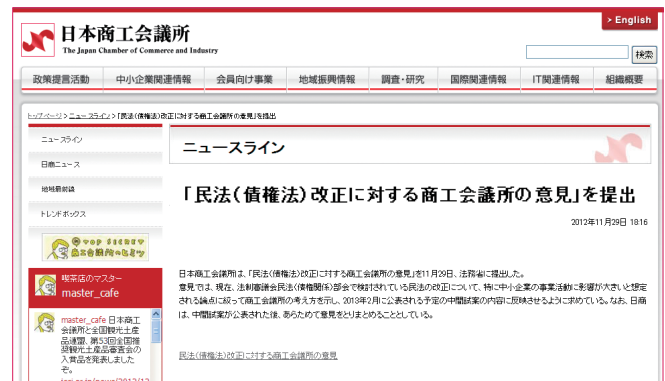 > English
日本商工会議所
The Japan Chamber of Commerce and Industry
検索
政策提言活動 中小企業関連情報 会員向け事業 地域振興情報 調査・研究 国際関連情報 IT関連情報 組織概要
トップページ > ニュースライン > 「民法(債権法)改正に対する商工会議所の意見」を提出
ニュースライン
日商ニュース
地域最前線
トレンドボックス
TOP SECRET
商工会議所のヒミツ
喫茶店のマスター
master_cafe
master_cafe 日本商工
会議所と全国観光土産
品連盟、第53回全国推
奨観光土産品審査会の
入賞品を発表しました
ぞ。
ニュースライン
「民法(債権法)改正に対する商工会議所の意見」を提出
2012年11月29日 18:16
日本商工会議所は、「民法(債権法)改正に対する商工会議所の意見」を11月29日、法務省に提出した。
意見では、現在、法制審議会民法(債権関係)部会で検討されている民法の改正について、特に中小企業の事業活動に影響が大きいと想定
される論点に絞って商工会議所の考え方を示し、2013年2月に公表される予定の中間試案の内容に反映させるように求めている。なお、日商
は、中間試案が公表された後、あらためて意見をとりまとめることとしている。
民法(債権法)改正に対する商工会議所の意見